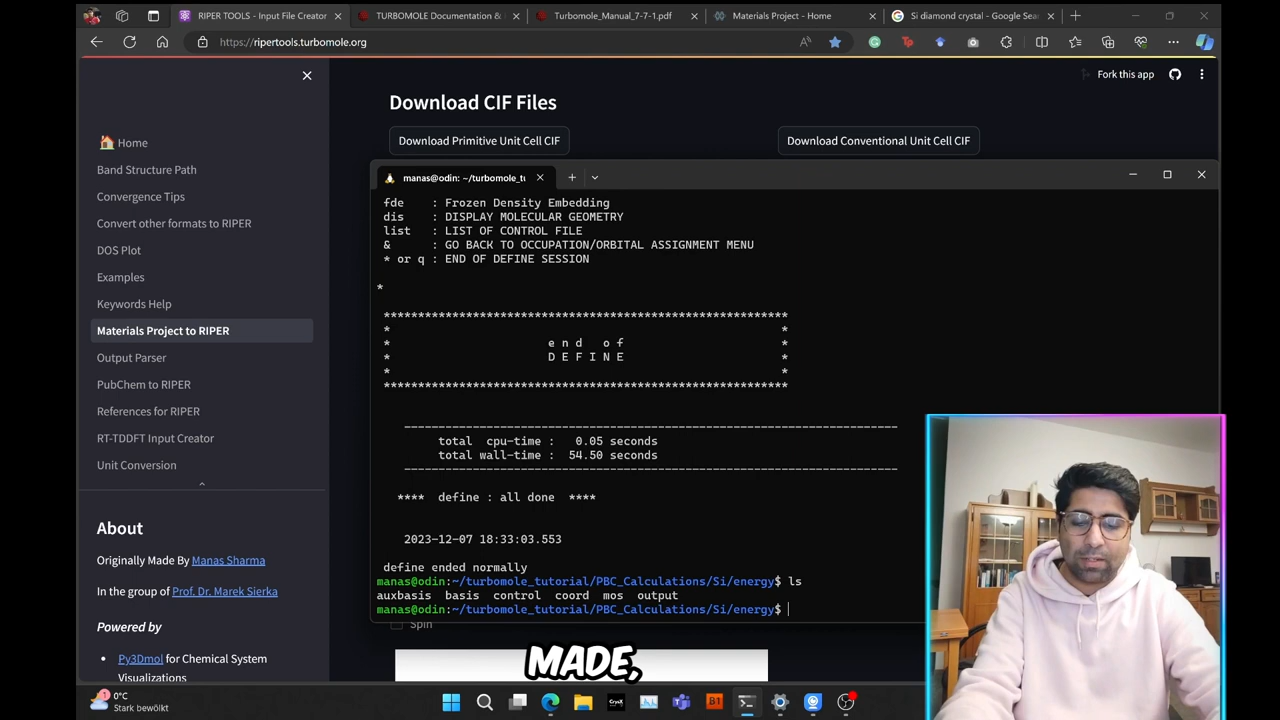 RIPER TOOLS - Input File Creator
TURBOMOLE Documentation &
Turbomole_Manual_7-7-1.pdf
Materials Project - Home
Si diamond crystal - Google Sea
https://ripertools.turbomole.org
Fork this app
Home
Band Structure Path
Convergence Tips
Convert other formats to RIPER
DOS Plot
Examples
Keywords Help
Materials Project to RIPER
Output Parser
PubChem to RIPER
References for RIPER
RT-TDDFT Input Creator
Unit Conversion
About
Originally Made By Manas Sharma
In the group of Prof. Dr. Marek Sierka
Powered by
Py3Dmol for Chemical System
Visualizations
Download CIF Files
Download Primitive Unit Cell CIF
Download Conventional Unit Cell CIF
manas@odin: ~/turbomole_tu
fde : Frozen Density Embedding
dis : DISPLAY MOLECULAR GEOMETRY
list : LIST OF CONTROL FILE
& : GO BACK TO OCCUPATION/ORBITAL ASSIGNMENT MENU
* or q : END OF DEFINE SESSION
*
***********************************************************
* *
* e n d o f *
* D E F I N E *
* *
***********************************************************
------------------------------------------------------------------------
total cpu-time : 0.05 seconds
total wall-time : 54.50 seconds
------------------------------------------------------------------------
**** define : all done ****
2023-12-07 18:33:03.553
define ended normally
manas@odin:~/turbomole_tutorial/PBC_Calculations/Si/energy$ ls
auxbasis basis control coord mos output
manas@odin:~/turbomole_tutorial/PBC_Calculations/Si/energy$
Spin
MADE,
0°C
Stark bewölkt
CrysX
B1